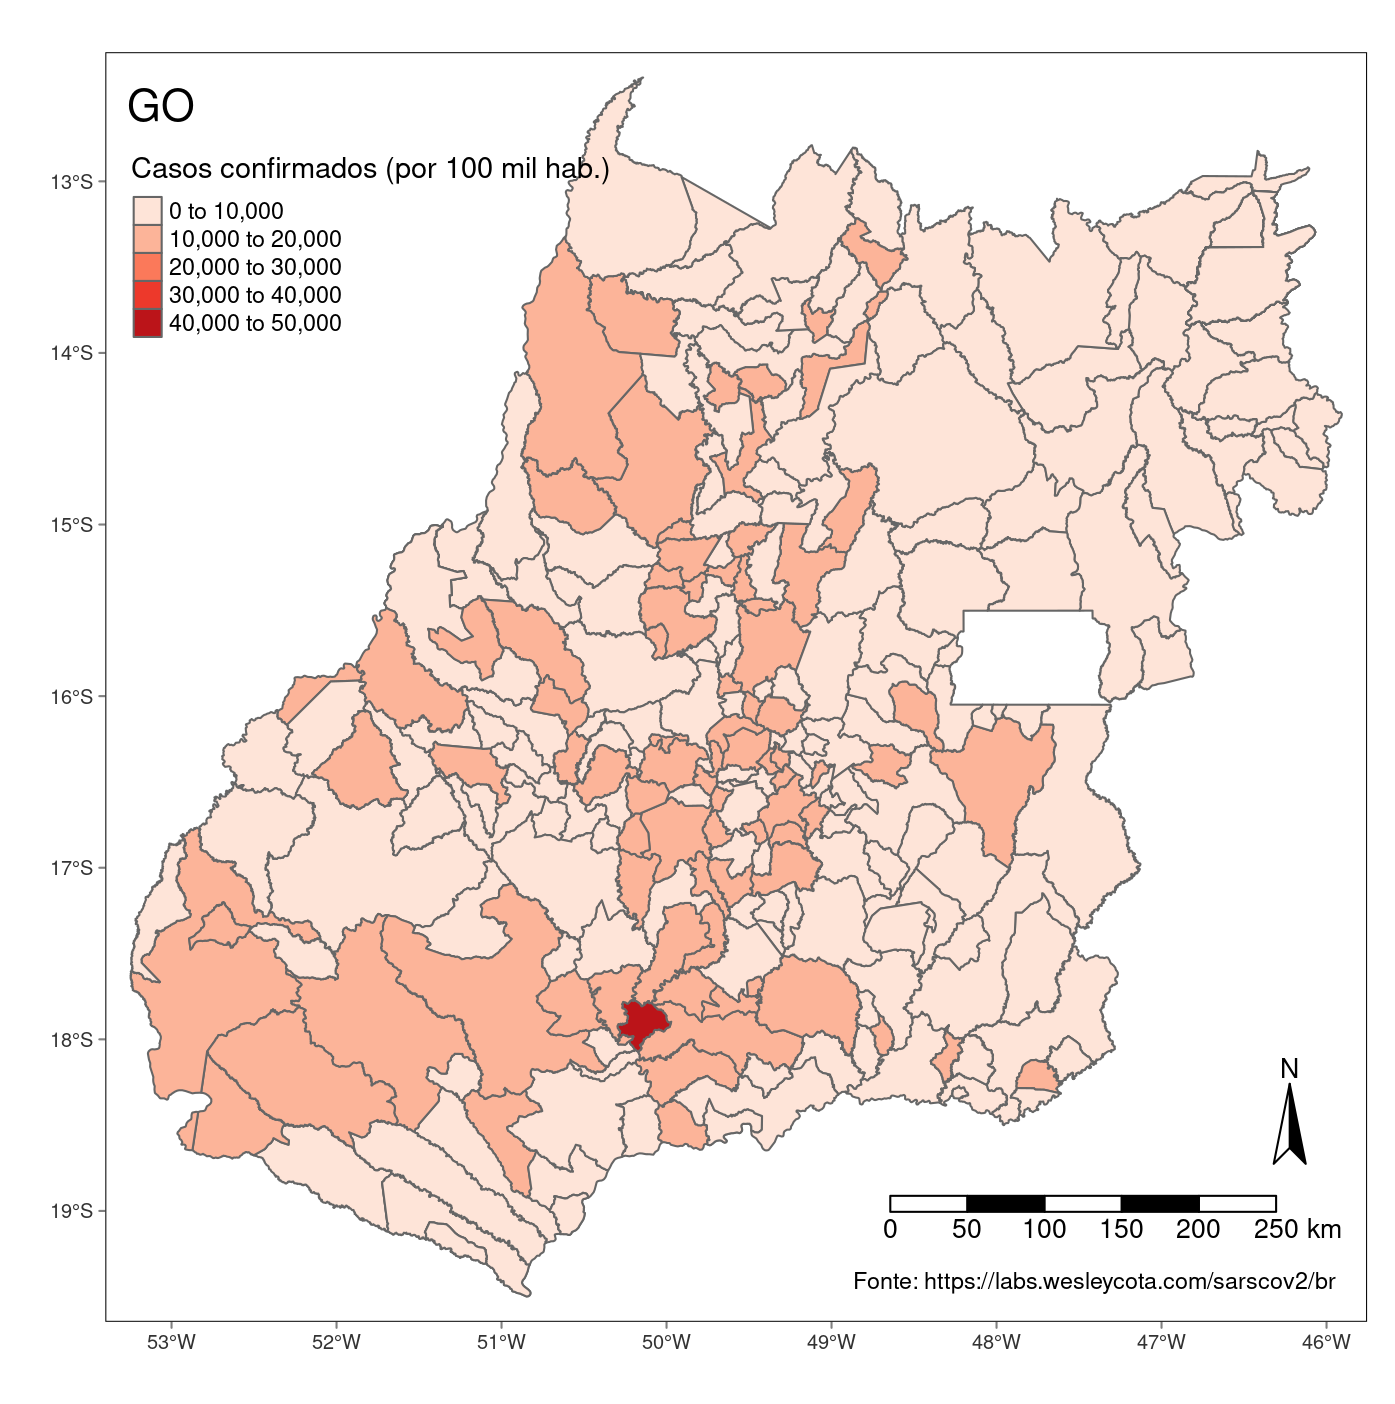 GO
Casos confirmados (por 100 mil hab.)
0 to 10,000
10,000 to 20,000
20,000 to 30,000
30,000 to 40,000
40,000 to 50,000
13°S
14°S
15°S
16°S
17°S
18°S
19°S
N
0 50 100 150 200 250 km
Fonte: https://labs.wesleycota.com/sarscov2/br
53°W 52°W 51°W 50°W 49°W 48°W 47°W 46°W